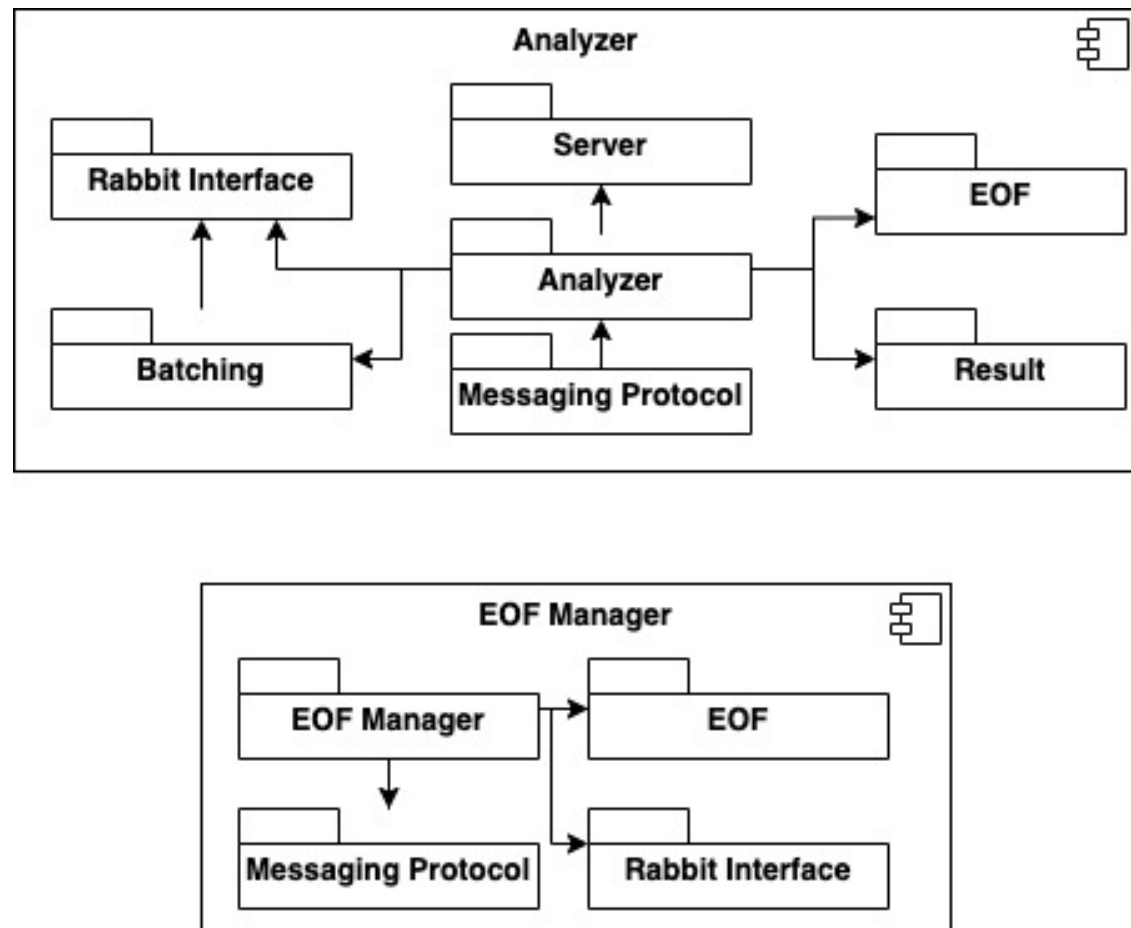 Analyzer
Server
Rabbit Interface
EOF
Analyzer
Batching
Messaging Protocol
Result
EOF Manager
EOF Manager
EOF
Messaging Protocol
Rabbit Interface